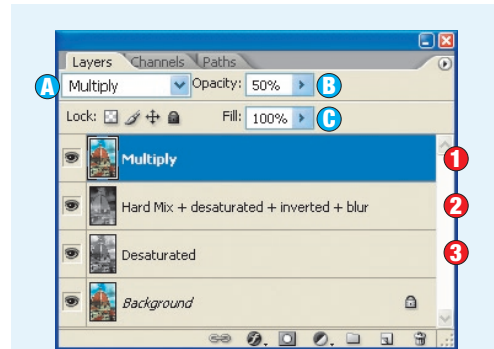 Layers Channels Paths
A Multiply Opacity: 50% B
Lock: Fill: 100% C
Multiply 1
Hard Mix + desaturated + inverted + blur 2
Desaturated 3
Background